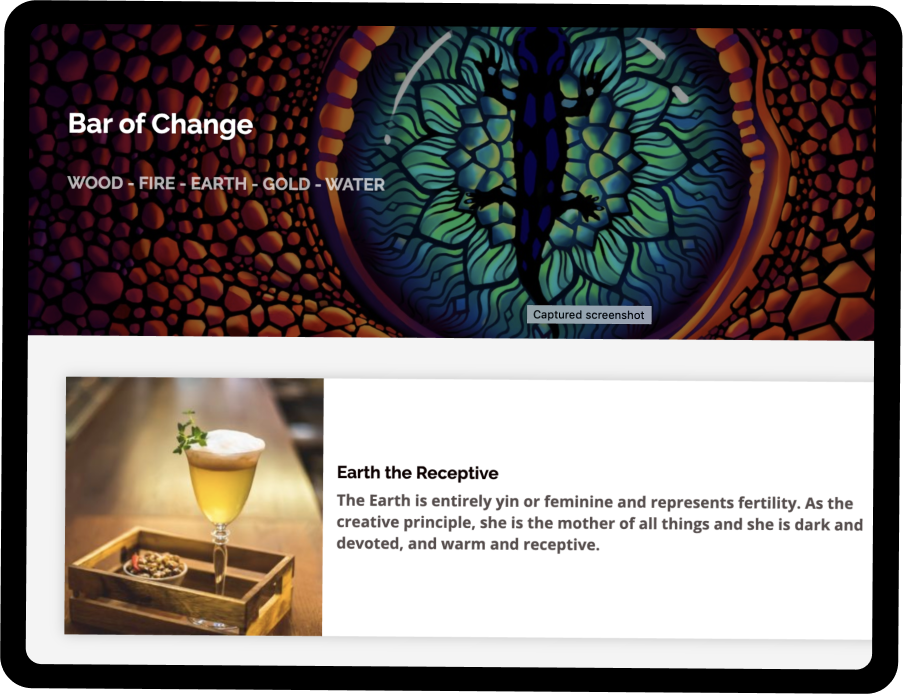 Bar of Change
WOOD - FIRE - EARTH - GOLD - WATER
Captured screenshot
Earth the Receptive
The Earth is entirely yin or feminine and represents fertility. As the
creative principle, she is the mother of all things and she is dark and
devoted, and warm and receptive.